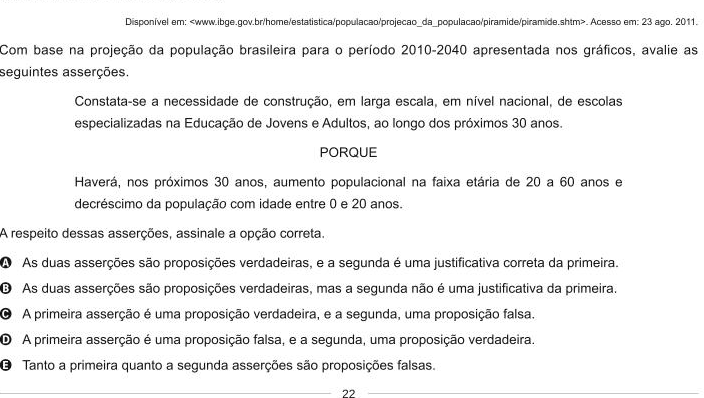 Disponível em: <www.ibge.gov.br/home/estatistica/populacao/projecao_da_populacao/piramide/piramide.shtm>. Acesso em: 23 ago. 2011.
Com base na projeção da população brasileira para o período 2010-2040 apresentada nos gráficos, avalie as
seguintes asserções.
Constata-se a necessidade de construção, em larga escala, em nível nacional, de escolas
especializadas na Educação de Jovens e Adultos, ao longo dos próximos 30 anos.
PORQUE
Haverá, nos próximos 30 anos, aumento populacional na faixa etária de 20 a 60 anos e
decréscimo da população com idade entre 0 e 20 anos.
A respeito dessas asserções, assinale a opção correta.
A As duas asserções são proposições verdadeiras, e a segunda é uma justificativa correta da primeira.
B As duas asserções são proposições verdadeiras, mas a segunda não é uma justificativa da primeira.
C A primeira asserção é uma proposição verdadeira, e a segunda, uma proposição falsa.
D A primeira asserção é uma proposição falsa, e a segunda, uma proposição verdadeira.
E Tanto a primeira quanto a segunda asserções são proposições falsas.
22